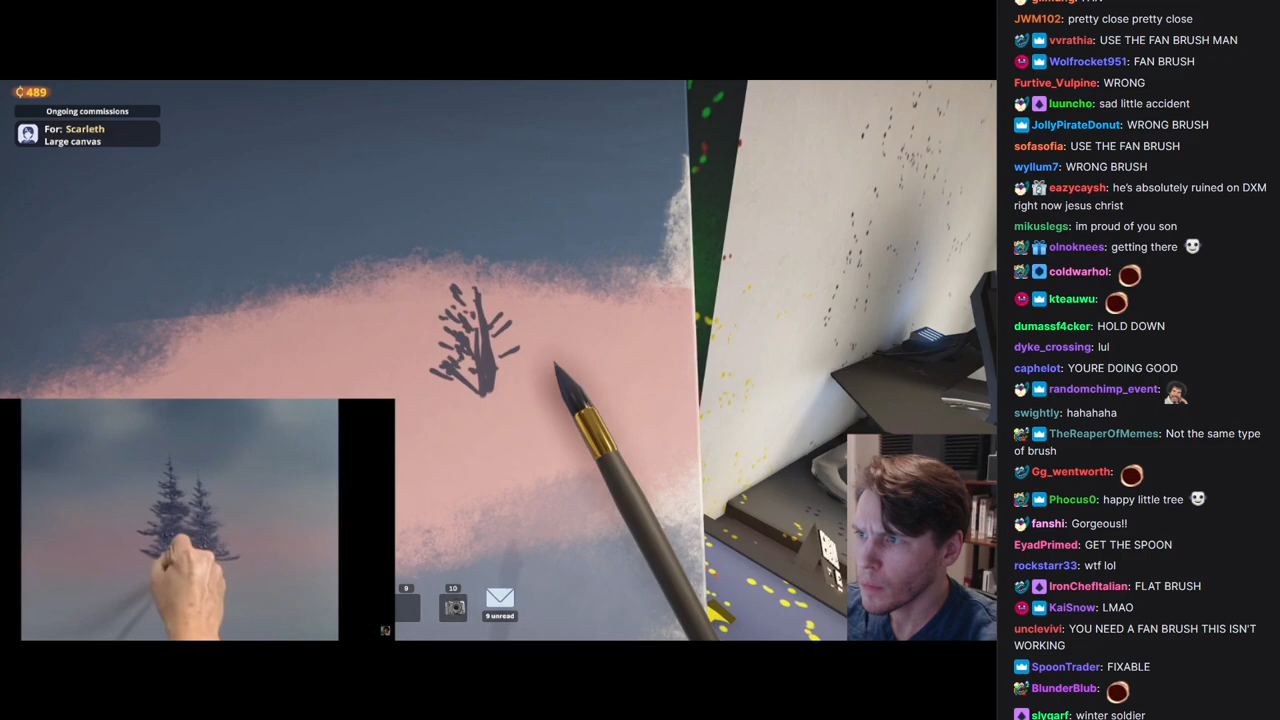 489
Ongoing commissions
For: Scarleth
Large canvas
9
10
9 unread
JWM102: pretty close pretty close
vvrathia: USE THE FAN BRUSH MAN
Wolfrocket951: FAN BRUSH
Furtive_Vulpine: WRONG
luuncho: sad little accident
JollyPirateDonut: WRONG BRUSH
sofasofia: USE THE FAN BRUSH
wyllum7: WRONG BRUSH
eazycaysh: he's absolutely ruined on DXM
right now jesus christ
mikuslegs: im proud of you son
olnoknees: getting there
coldwarhol:
kteauwu:
dumassf4cker: HOLD DOWN
dyke_crossing: lul
caphelot: YOURE DOING GOOD
randomchimp_event:
swightly: hahahaha
TheReaperOfMemes: Not the same type
of brush
Gg_wentworth:
Phocus0: happy little tree
fanshi: Gorgeous!!
EyadPrimed: GET THE SPOON
rockstarr33: wtf lol
IronChefItalian: FLAT BRUSH
KaiSnow: LMAO
unclevivi: YOU NEED A FAN BRUSH THIS ISN'T
WORKING
SpoonTrader: FIXABLE
BlunderBlub:
slygarf: winter soldier